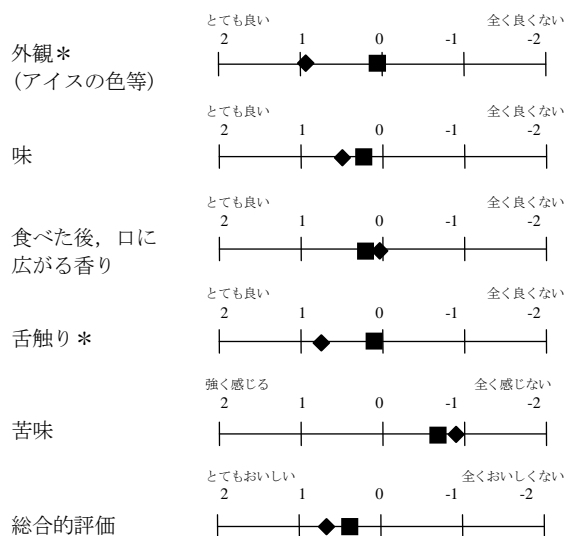 とても良い 全く良くない
2 1 0 -1 -2
外観＊
（アイスの色等）
とても良い 全く良くない
2 1 0 -1 -2
味
とても良い 全く良くない
2 1 0 -1 -2
食べた後，口に
広がる香り
とても良い 全く良くない
2 1 0 -1 -2
舌触り＊
強く感じる 全く感じない
2 1 0 -1 -2
苦味
とてもおいしい 全くおいしくない
2 1 0 -1 -2
総合的評価